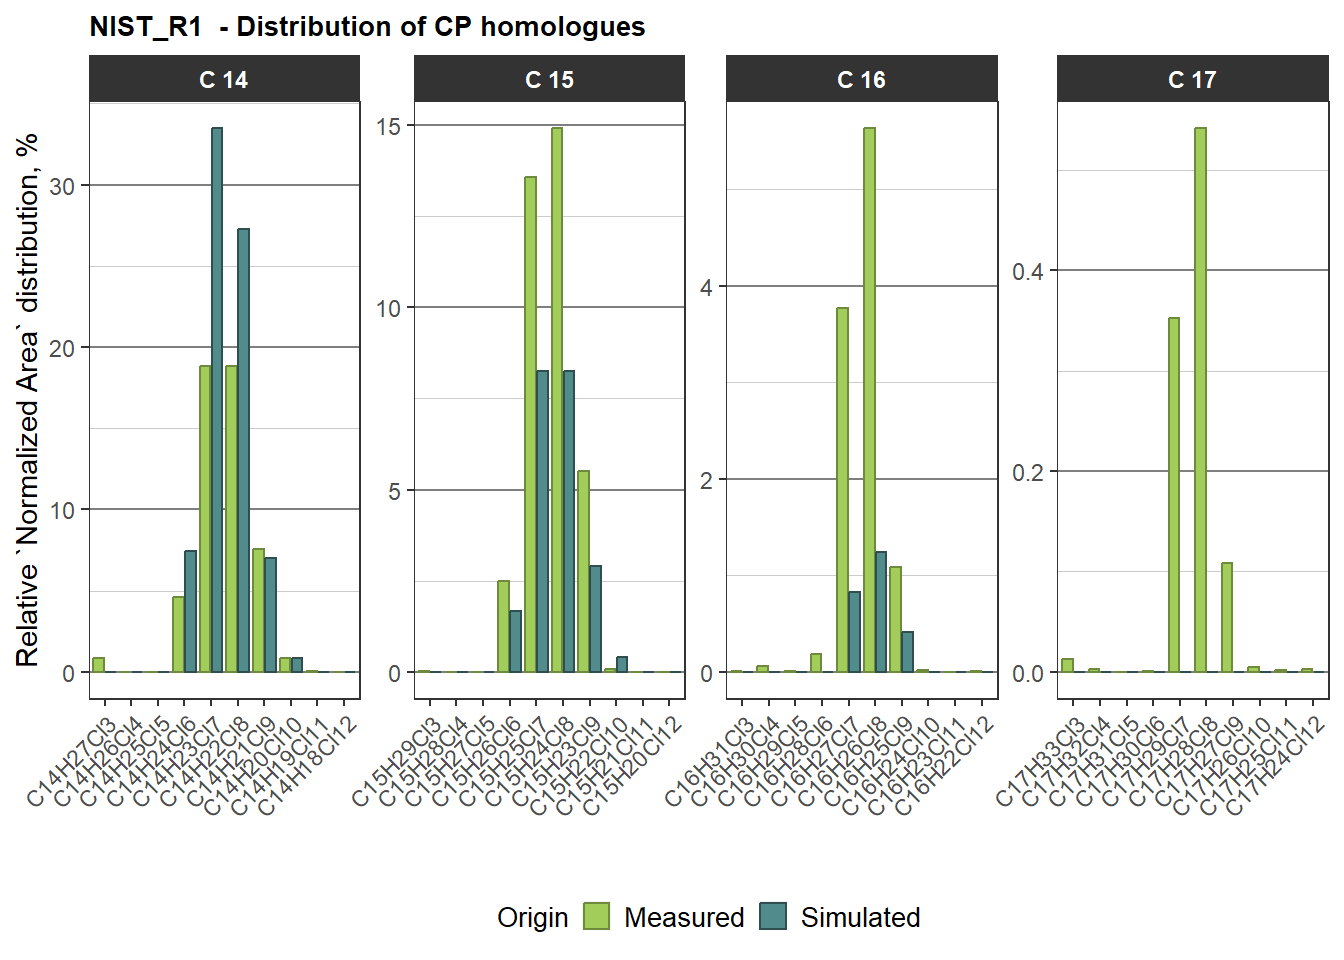 NIST_R1  - Distribution of CP homologues
C 14
C 15
C 16
C 17
Relative `Normalized Area` distribution, %
0
10
20
30
0
5
10
15
0
2
4
0.0
0.2
0.4
C14H27Cl3
C14H26Cl4
C14H25Cl5
C14H24Cl6
C14H23Cl7
C14H22Cl8
C14H21Cl9
C14H20Cl10
C14H19Cl11
C14H18Cl12
C15H29Cl3
C15H28Cl4
C15H27Cl5
C15H26Cl6
C15H25Cl7
C15H24Cl8
C15H23Cl9
C15H22Cl10
C15H21Cl11
C15H20Cl12
C16H31Cl3
C16H30Cl4
C16H29Cl5
C16H28Cl6
C16H27Cl7
C16H26Cl8
C16H25Cl9
C16H24Cl10
C16H23Cl11
C16H22Cl12
C17H33Cl3
C17H32Cl4
C17H31Cl5
C17H30Cl6
C17H29Cl7
C17H28Cl8
C17H27Cl9
C17H26Cl10
C17H25Cl11
C17H24Cl12
Origin Measured Simulated